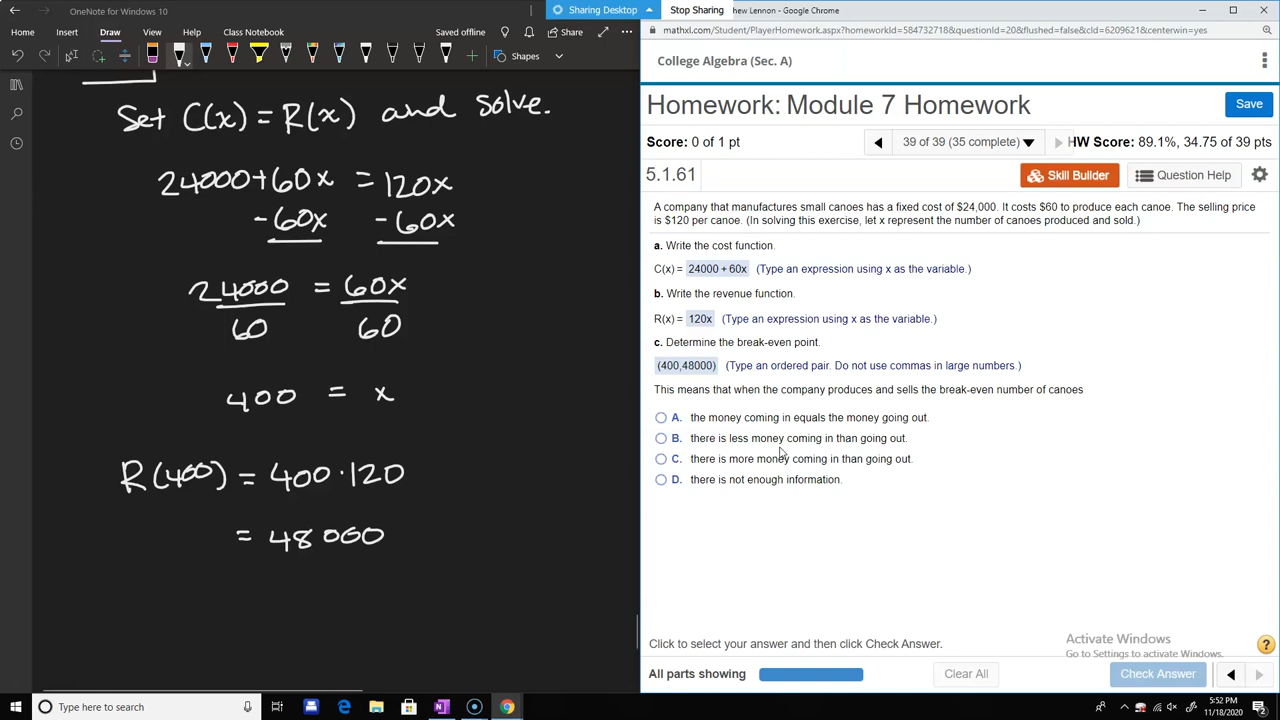 OneNote for Windows 10
Sharing Desktop
Stop Sharing
hew Lennon - Google Chrome
Home Insert Draw View Help Class Notebook Saved offline Share
mathxl.com/Student/PlayerHomework.aspx?homeworkId=584732718&questionId=20&flushed=false&cId=6209621&centerwin=yes
Shapes
College Algebra (Sec. A)
Homework: Module 7 Homework
Save
Score: 0 of 1 pt
39 of 39 (35 complete)
HW Score: 89.1%, 34.75 of 39 pts
5.1.61
Skill Builder
Question Help
A company that manufactures small canoes has a fixed cost of $24,000. It costs $60 to produce each canoe. The selling price
is $120 per canoe. (In solving this exercise, let x represent the number of canoes produced and sold.)
a. Write the cost function.
C(x) = 24000 + 60x (Type an expression using x as the variable.)
b. Write the revenue function.
R(x) = 120x (Type an expression using x as the variable.)
c. Determine the break-even point.
(400,48000) (Type an ordered pair. Do not use commas in large numbers.)
This means that when the company produces and sells the break-even number of canoes
A. the money coming in equals the money going out.
B. there is less money coming in than going out.
C. there is more money coming in than going out.
D. there is not enough information.
Click to select your answer and then click Check Answer.
All parts showing
Clear All
Check Answer
Activate Windows
Go to Settings to activate Windows.
Set C(x) = R(x) and solve.
24000+60x = 120x
-60x -60x
24000 = 60x
60 60
400 = x
R(400) = 400·120
= 48000
Type here to search
5:52 PM
11/18/2020
2